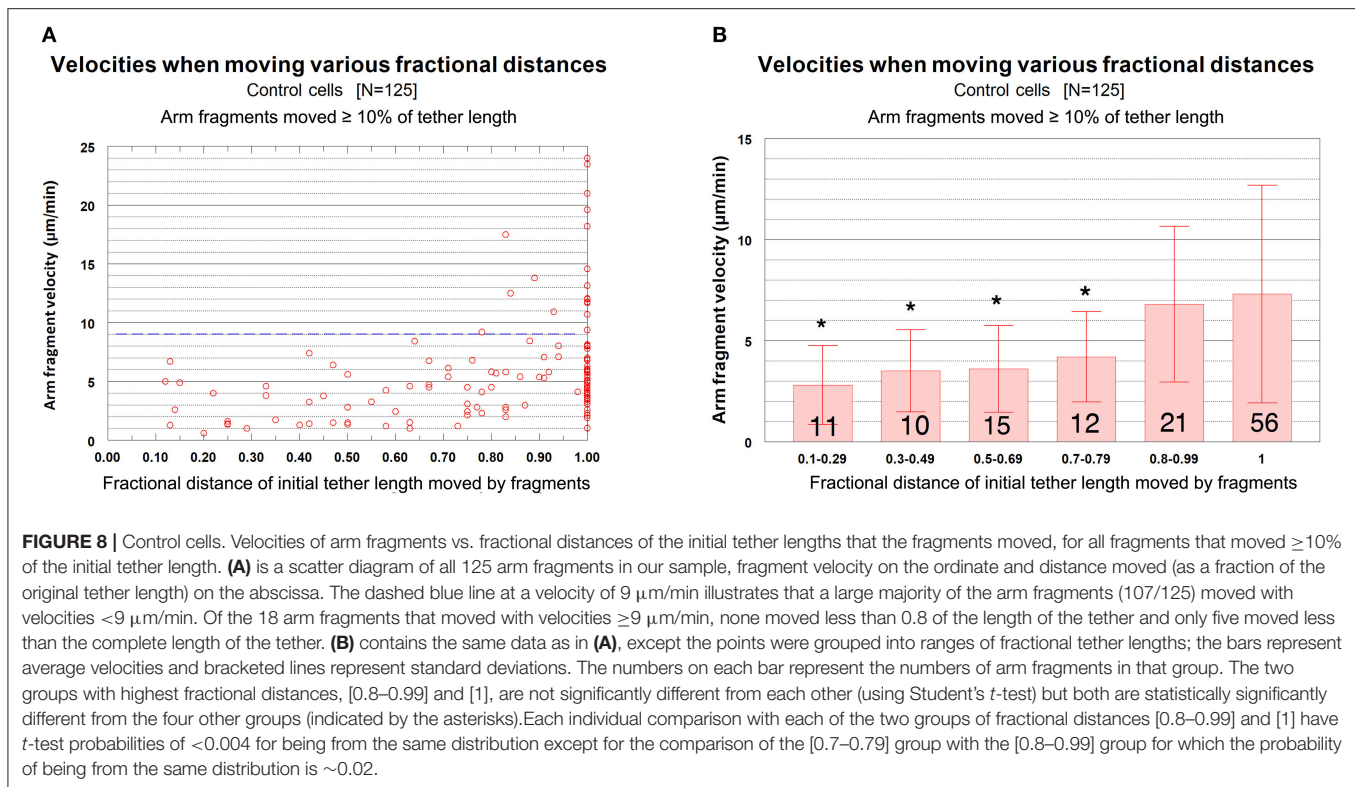 A
Velocities when moving various fractional distances
Control cells [N=125]
Arm fragments moved ≥ 10% of tether length
Arm fragment velocity (µm/min)
25
20
15
10
5
0
0.00 0.10 0.20 0.30 0.40 0.50 0.60 0.70 0.80 0.90 1.00
Fractional distance of initial tether length moved by fragments
B
Velocities when moving various fractional distances
Control cells [N=125]
Arm fragments moved ≥ 10% of tether length
Arm fragment velocity (µm/min)
15
10
5
0
* * * *
11 10 15 12 21 56
0.1-0.29 0.3-0.49 0.5-0.69 0.7-0.79 0.8-0.99 1
Fractional distance of initial tether length moved by fragments
FIGURE 8 | Control cells. Velocities of arm fragments vs. fractional distances of the initial tether lengths that the fragments moved, for all fragments that moved ≥10%
of the initial tether length. (A) is a scatter diagram of all 125 arm fragments in our sample, fragment velocity on the ordinate and distance moved (as a fraction of the
original tether length) on the abscissa. The dashed blue line at a velocity of 9 µm/min illustrates that a large majority of the arm fragments (107/125) moved with
velocities <9 µm/min. Of the 18 arm fragments that moved with velocities ≥9 µm/min, none moved less than 0.8 of the length of the tether and only five moved less
than the complete length of the tether. (B) contains the same data as in (A), except the points were grouped into ranges of fractional tether lengths; the bars represent
average velocities and bracketed lines represent standard deviations. The numbers on each bar represent the numbers of arm fragments in that group. The two
groups with highest fractional distances, [0.8–0.99] and [1], are not significantly different from each other (using Student's t-test) but both are statistically significantly
different from the four other groups (indicated by the asterisks).Each individual comparison with each of the two groups of fractional distances [0.8–0.99] and [1] have
t-test probabilities of <0.004 for being from the same distribution except for the comparison of the [0.7–0.79] group with the [0.8–0.99] group for which the probability
of being from the same distribution is ∼0.02.